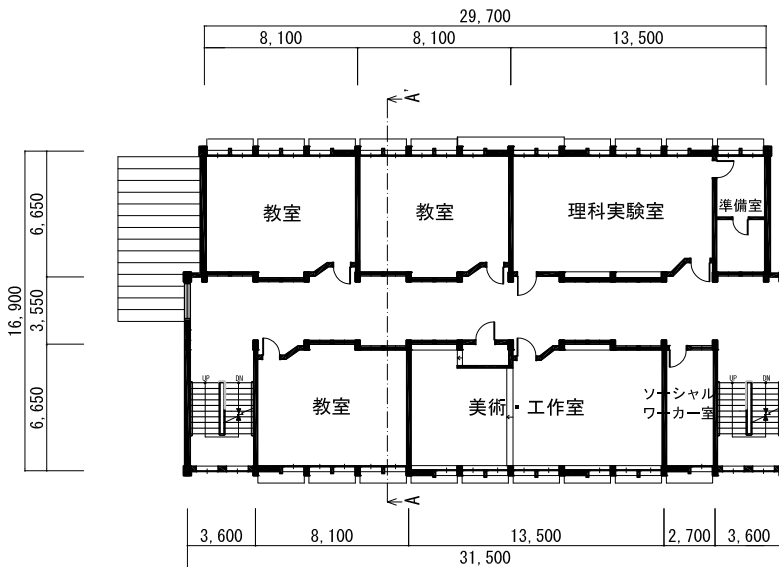 29,700
8,100
8,100
13,500
A'
16,900
6,650
3,550
6,650
教室
教室
理科実験室
準備室
教室
美術・工作室
ソーシャル
ワーカー室
UP
DN
UP
DN
A
3,600
8,100
13,500
2,700
3,600
31,500